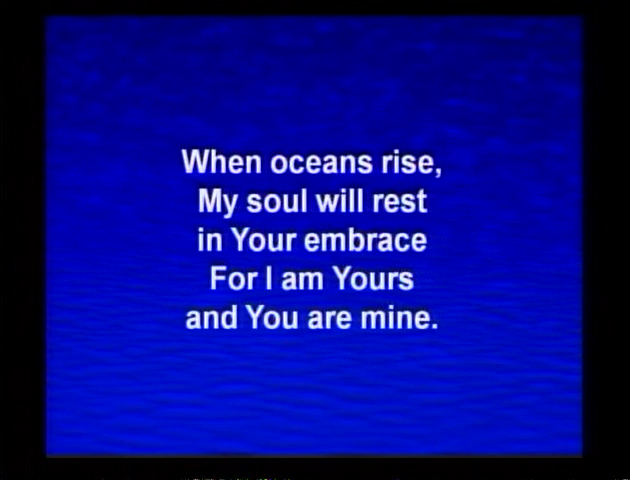 When oceans rise,
My soul will rest
in Your embrace
For I am Yours
and You are mine.